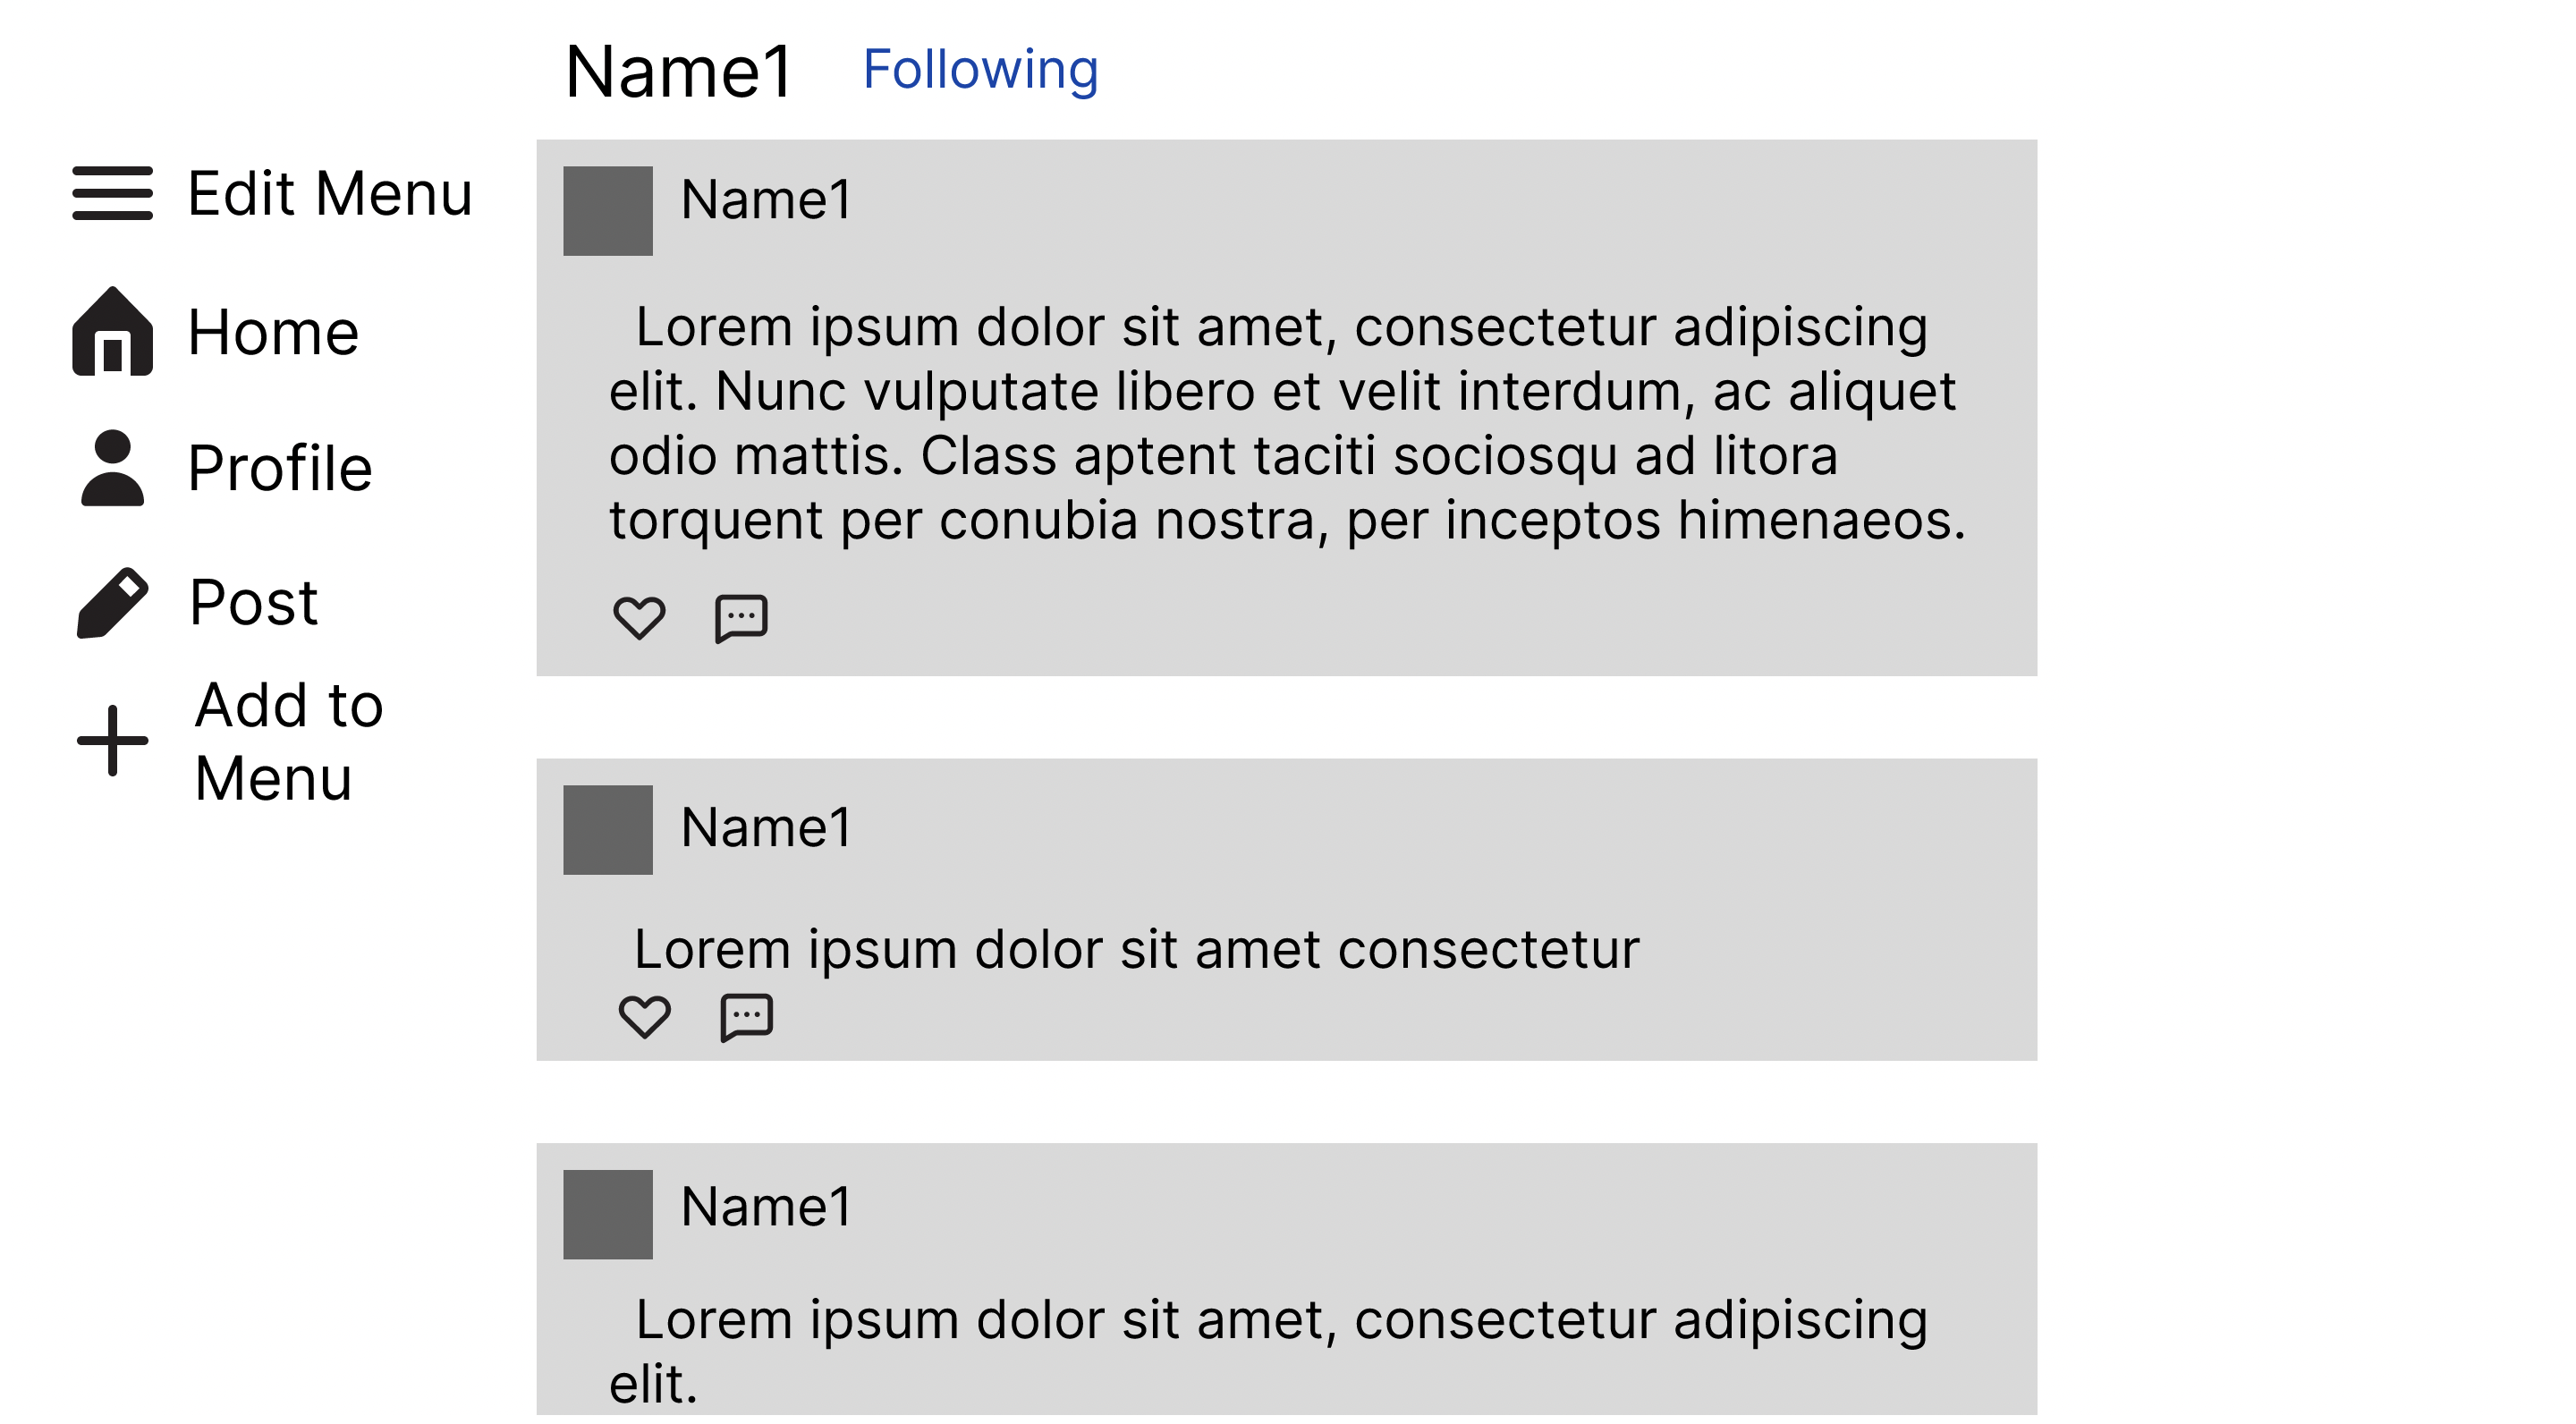 Name1 Following
Edit Menu
Home
Profile
Post
Add to
Menu
Name1
Lorem ipsum dolor sit amet, consectetur adipiscing
elit. Nunc vulputate libero et velit interdum, ac aliquet
odio mattis. Class aptent taciti sociosqu ad litora
torquent per conubia nostra, per inceptos himenaeos.
Name1
Lorem ipsum dolor sit amet consectetur
Name1
Lorem ipsum dolor sit amet, consectetur adipiscing
elit.